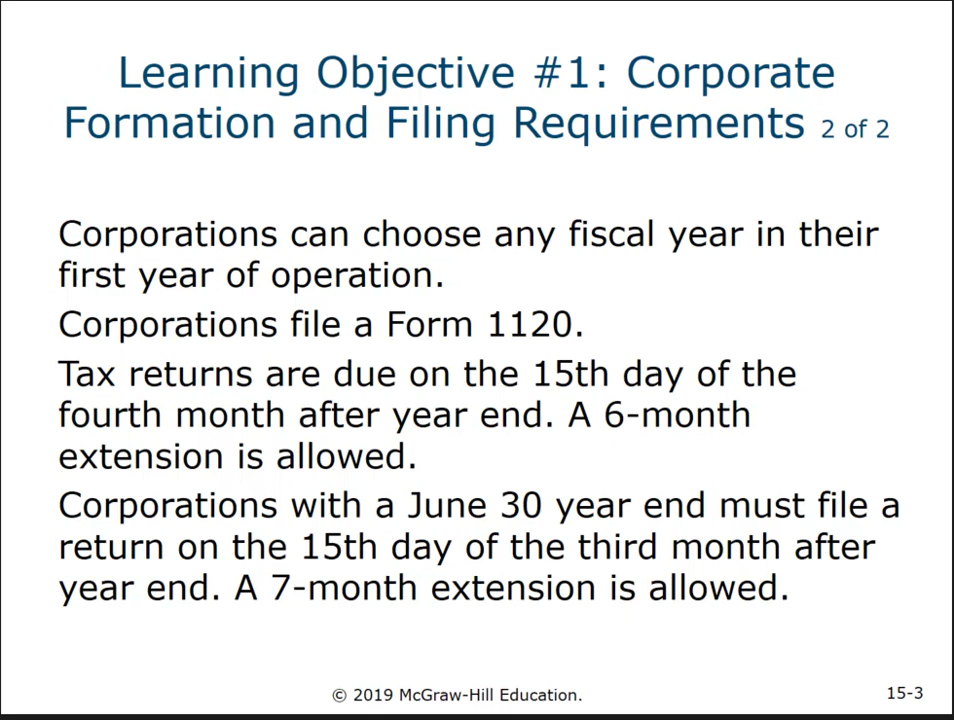 Learning Objective #1: Corporate
Formation and Filing Requirements 2 of 2
Corporations can choose any fiscal year in their
first year of operation.
Corporations file a Form 1120.
Tax returns are due on the 15th day of the
fourth month after year end. A 6-month
extension is allowed.
Corporations with a June 30 year end must file a
return on the 15th day of the third month after
year end. A 7-month extension is allowed.
© 2019 McGraw-Hill Education.
15-3